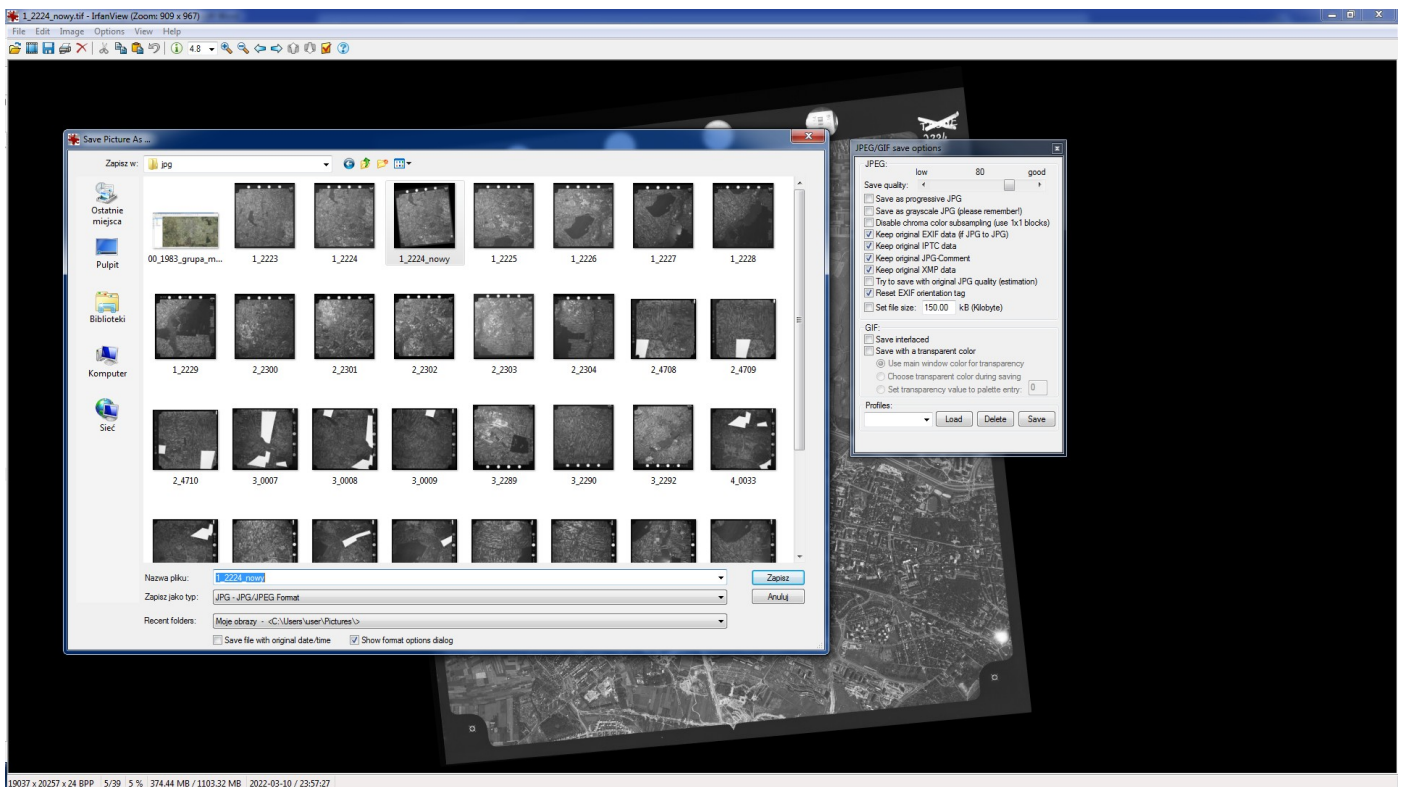 1_2224_nowy.tif - IrfanView (Zoom: 909 x 967)
File Edit Image Options View Help
4.8
Save Picture As ...
Zapisz w: jpg
Ostatnie miejsca
Pulpit
Biblioteki
Komputer
Sieć
00_1983_grupa_m... 1_2223 1_2224 1_2224_nowy 1_2225 1_2226 1_2227 1_2228
1_2229 2_2300 2_2301 2_2302 2_2303 2_2304 2_4708 2_4709
2_4710 3_0007 3_0008 3_0009 3_2289 3_2290 3_2292 4_0033
Nazwa pliku: 1_2224_nowy Zapisz
Zapisz jako typ: JPG - JPG/JPEG Format Anuluj
Recent folders: Moje obrazy - <C:\Users\user\Pictures\>
Save file with original date/time Show format options dialog
2224
JPEG/GIF save options
JPEG:
low 80 good
Save quality:
Save as progressive JPG
Save as grayscale JPG (please remember!)
Disable chroma color subsampling (use 1x1 blocks)
Keep original EXIF data (if JPG to JPG)
Keep original IPTC data
Keep original JPG-Comment
Keep original XMP data
Try to save with original JPG quality (estimation)
Reset EXIF orientation tag
Set file size: 150.00 kB (Kilobyte)
GIF:
Save interlaced
Save with a transparent color
Use main window color for transparency
Choose transparent color during saving
Set transparency value to palette entry: 0
Profiles:
Load Delete Save
19037 x 20257 x 24 BPP 5/39 5 % 374.44 MB / 1103.32 MB 2022-03-10 / 23:57:27